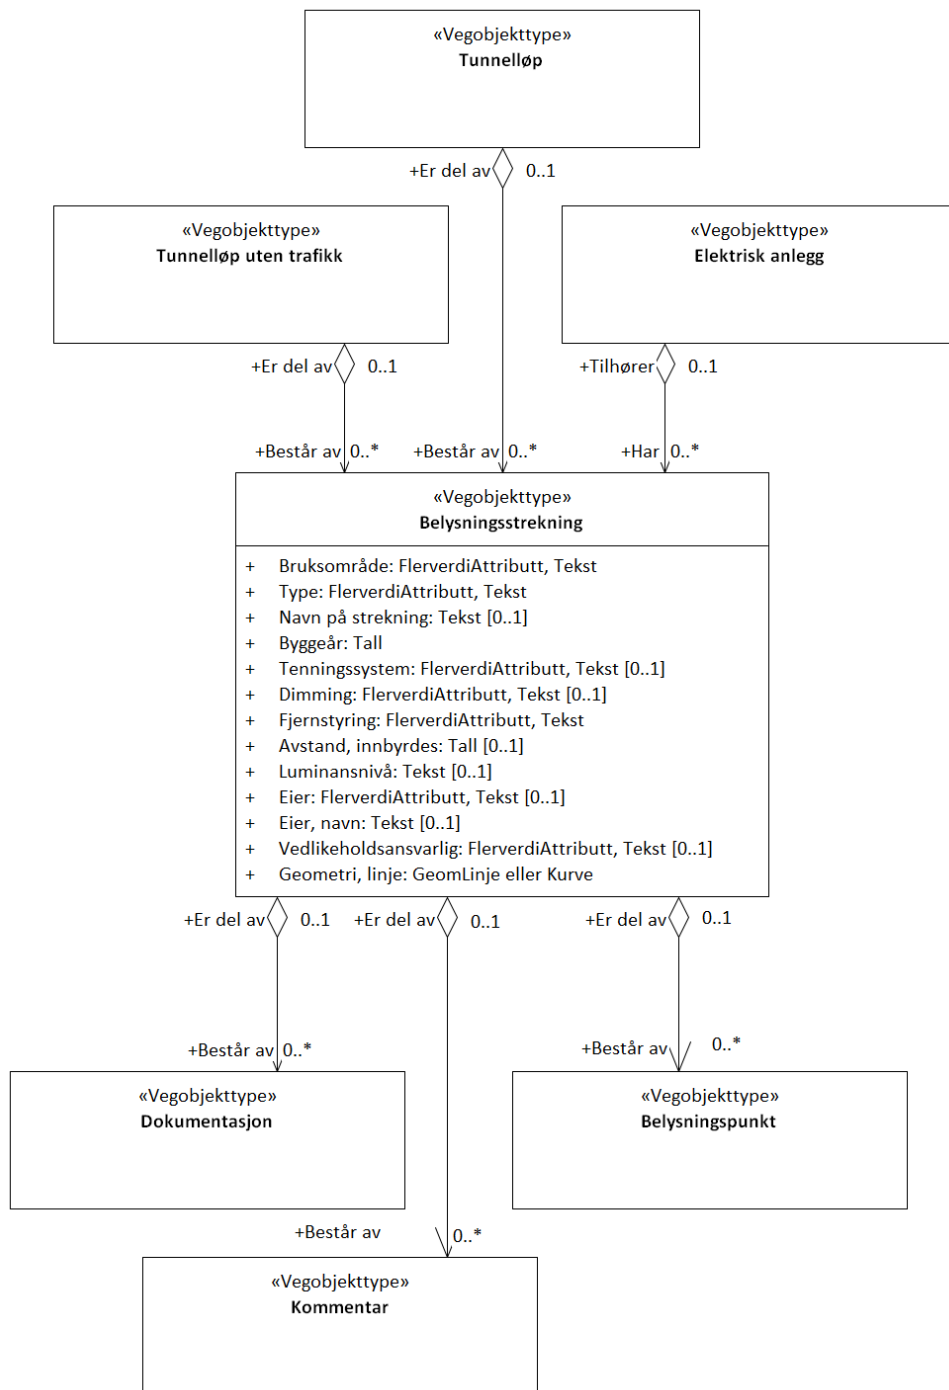 «Vegobjekttype»
Tunnelløp
+Er del av 0..1
«Vegobjekttype»
Tunnelløp uten trafikk
«Vegobjekttype»
Elektrisk anlegg
+Er del av 0..1
+Tilhører 0..1
+Består av 0..*
+Består av 0..*
+Har 0..*
«Vegobjekttype»
Belysningsstrekning
+ Bruksområde: FlerverdiAttributt, Tekst
+ Type: FlerverdiAttributt, Tekst
+ Navn på strekning: Tekst [0..1]
+ Byggeår: Tall
+ Tenningssystem: FlerverdiAttributt, Tekst [0..1]
+ Dimming: FlerverdiAttributt, Tekst [0..1]
+ Fjernstyring: FlerverdiAttributt, Tekst
+ Avstand, innbyrdes: Tall [0..1]
+ Luminansnivå: Tekst [0..1]
+ Eier: FlerverdiAttributt, Tekst [0..1]
+ Eier, navn: Tekst [0..1]
+ Vedlikeholdsansvarlig: FlerverdiAttributt, Tekst [0..1]
+ Geometri, linje: GeomLinje eller Kurve
+Er del av 0..1
+Er del av 0..1
+Er del av 0..1
+Består av 0..*
+Består av 0..*
«Vegobjekttype»
Dokumentasjon
«Vegobjekttype»
Belysningspunkt
+Består av 0..*
«Vegobjekttype»
Kommentar